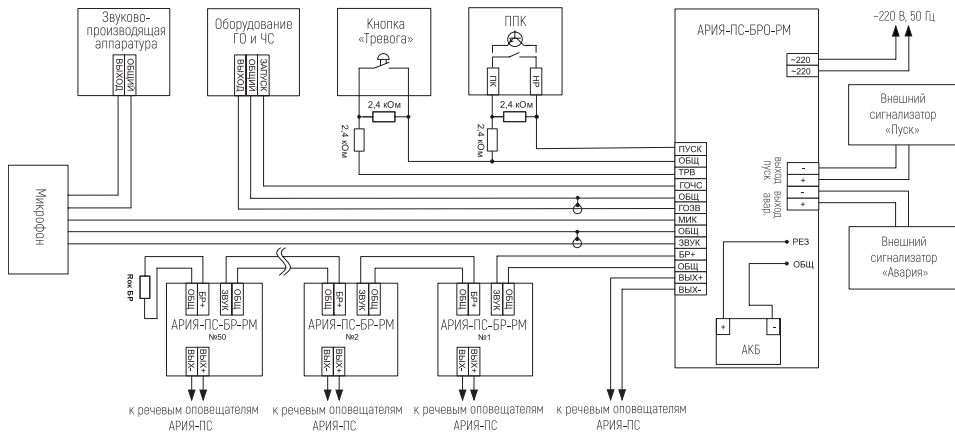 Звуково-
производящая
аппаратура
ВЫХОД
ОБЩИЙ
Оборудование
ГО и ЧС
ВЫХОД
ОБЩИЙ
ЗАПУСК
Кнопка
«Тревога»
2,4 кОм
2,4 кОм
ППК
ПК
НР
2,4 кОм
2,4 кОм
АРИЯ-ПС-БРО-РМ
~220
~220
~220 В, 50 Гц
Внешний
сигнализатор
«Пуск»
ПУСК
ОБЩ
ТРВ
ГОЧС
ОБЩ
ГОЗВ
МИК
ОБЩ
ЗВУК
БР+
ОБЩ
ВЫХ+
ВЫХ-
выход
пуск
-
+
выход
авар.
-
+
Внешний
сигнализатор
«Авария»
РЕЗ
ОБЩ
+
-
АКБ
Микрофон
Rок БР
ОБЩ
БР+
ЗВУК
ОБЩ
АРИЯ-ПС-БР-РМ
№50
ВЫХ-
ВЫХ+
ОБЩ
БР+
ЗВУК
ОБЩ
АРИЯ-ПС-БР-РМ
№2
ВЫХ-
ВЫХ+
ОБЩ
БР+
ЗВУК
ОБЩ
АРИЯ-ПС-БР-РМ
№1
ВЫХ-
ВЫХ+
к речевым оповещателям
АРИЯ-ПС
к речевым оповещателям
АРИЯ-ПС
к речевым оповещателям
АРИЯ-ПС
к речевым оповещателям
АРИЯ-ПС